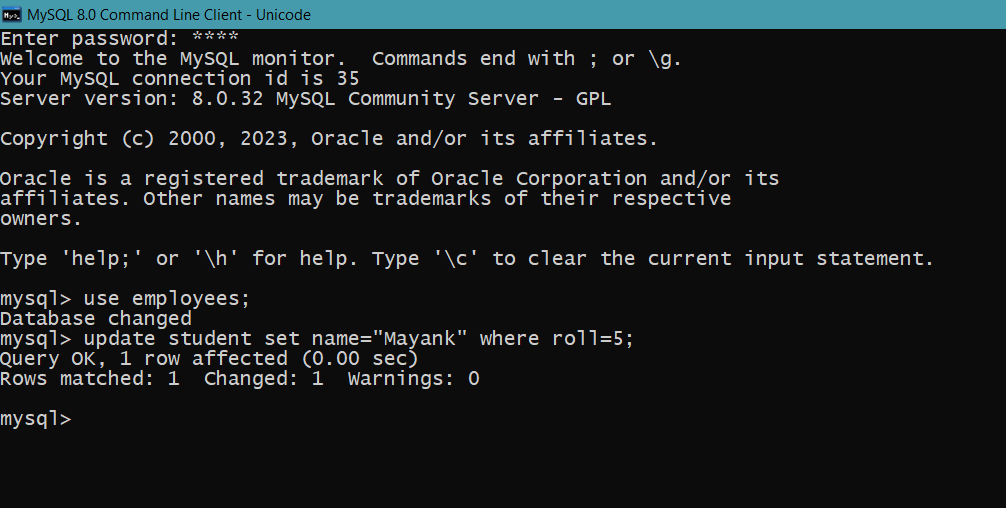 MySQL 8.0 Command Line Client - Unicode
Enter password: ****
Welcome to the MySQL monitor.  Commands end with ; or \g.
Your MySQL connection id is 35
Server version: 8.0.32 MySQL Community Server - GPL
Copyright (c) 2000, 2023, Oracle and/or its affiliates.
Oracle is a registered trademark of Oracle Corporation and/or its
affiliates. Other names may be trademarks of their respective
owners.
Type 'help;' or '\h' for help. Type '\c' to clear the current input statement.
mysql> use employees;
Database changed
mysql> update student set name="Mayank" where roll=5;
Query OK, 1 row affected (0.00 sec)
Rows matched: 1  Changed: 1  Warnings: 0
mysql>